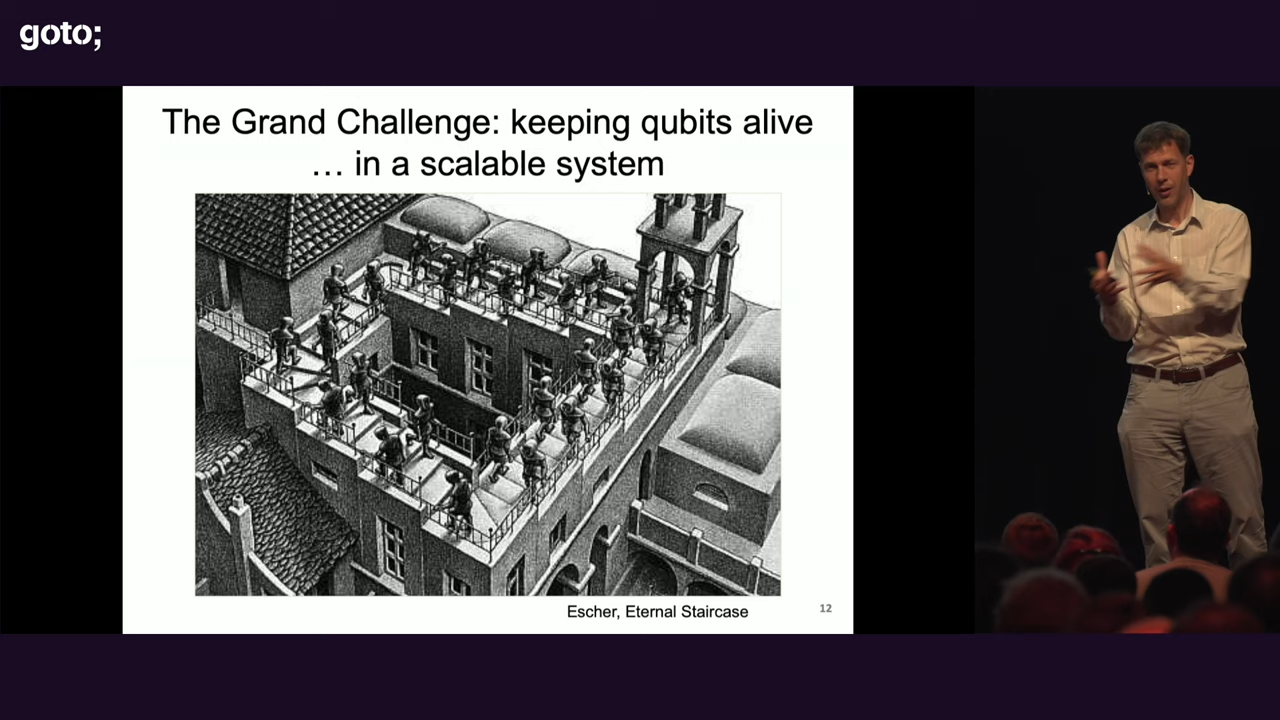 goto;
The Grand Challenge: keeping qubits alive
… in a scalable system
Escher, Eternal Staircase
12